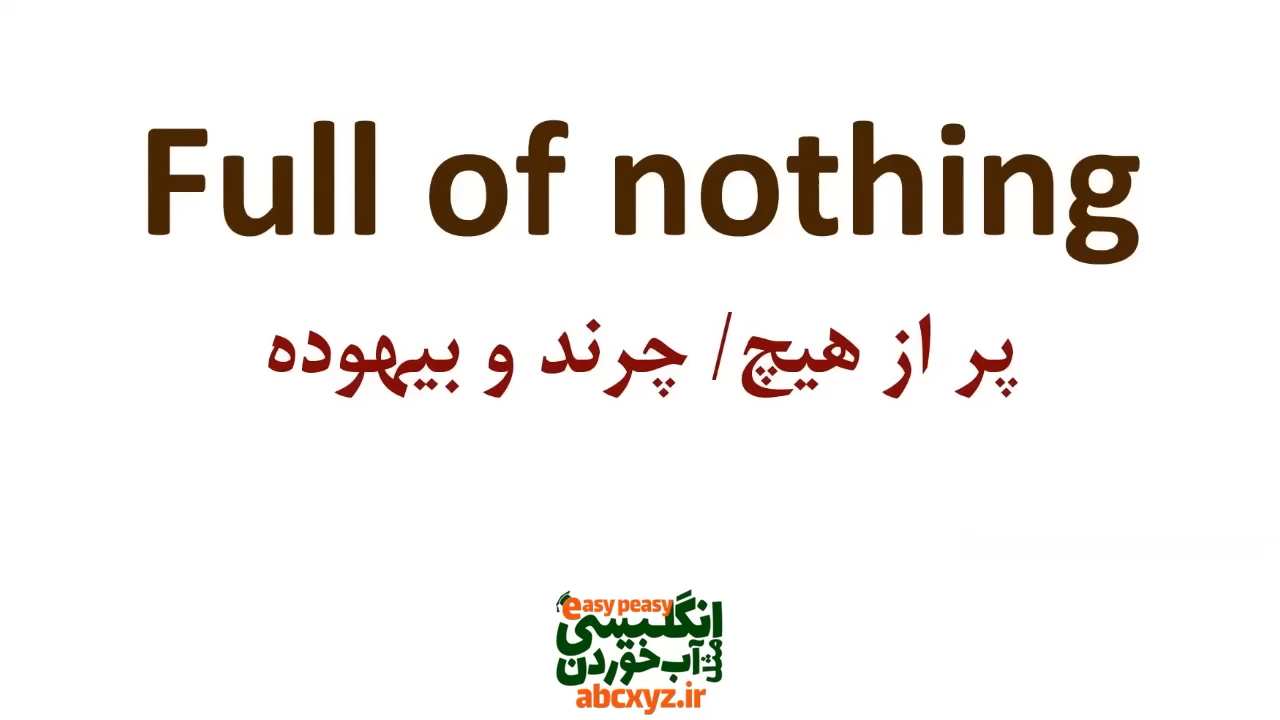 Full of nothing
پر از هیچ/ چرند و بیهوده
easy peasy
انگلیسی
مثل آب خوردن
abcxyz.ir